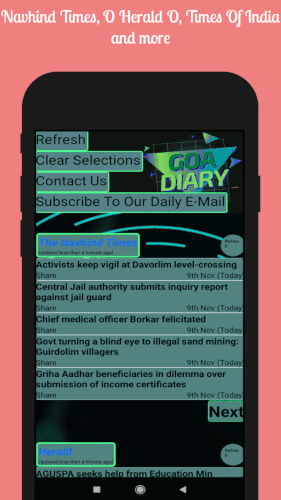 Navhind Times, O Herald O, Times Of India
and more
Refresh
Clear Selections
Contact Us
Subscribe To Our Daily E-Mail
GOA
DIARY
The Navhind Times
Updated less than a minute ago!
Refres
h
Activists keep vigil at Davorlim level-crossing
Share 9th Nov (Today)
Central Jail authority submits inquiry report
against jail guard
Share 9th Nov (Today)
Chief medical officer Borkar felicitated
Share 9th Nov (Today)
Govt turning a blind eye to illegal sand mining:
Guirdolim villagers
Share 9th Nov (Today)
Griha Aadhar beneficiaries in dilemma over
submission of income certificates
Share 9th Nov (Today)
Next
Herald
Updated less than a minute ago!
Refres
h
AGUSPA seeks help from Education Min